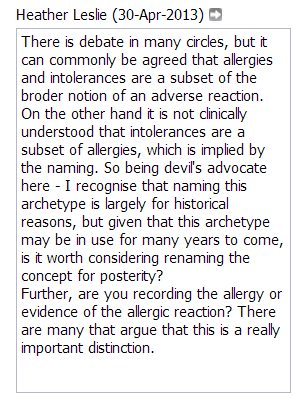 Heather Leslie (30-Apr-2013)
There is debate in many circles, but it
can commonly be agreed that allergies
and intolerances are a subset of the
broder notion of an adverse reaction.
On the other hand it is not clinically
understood that intolerances are a
subset of allergies, which is implied by
the naming. So being devil's advocate
here - I recognise that naming this
archetype is largely for historical
reasons, but given that this archetype
may be in use for many years to come,
is it worth considering renaming the
concept for posterity?
Further, are you recording the allergy or
evidence of the allergic reaction? There
are many that argue that this is a really
important distinction.